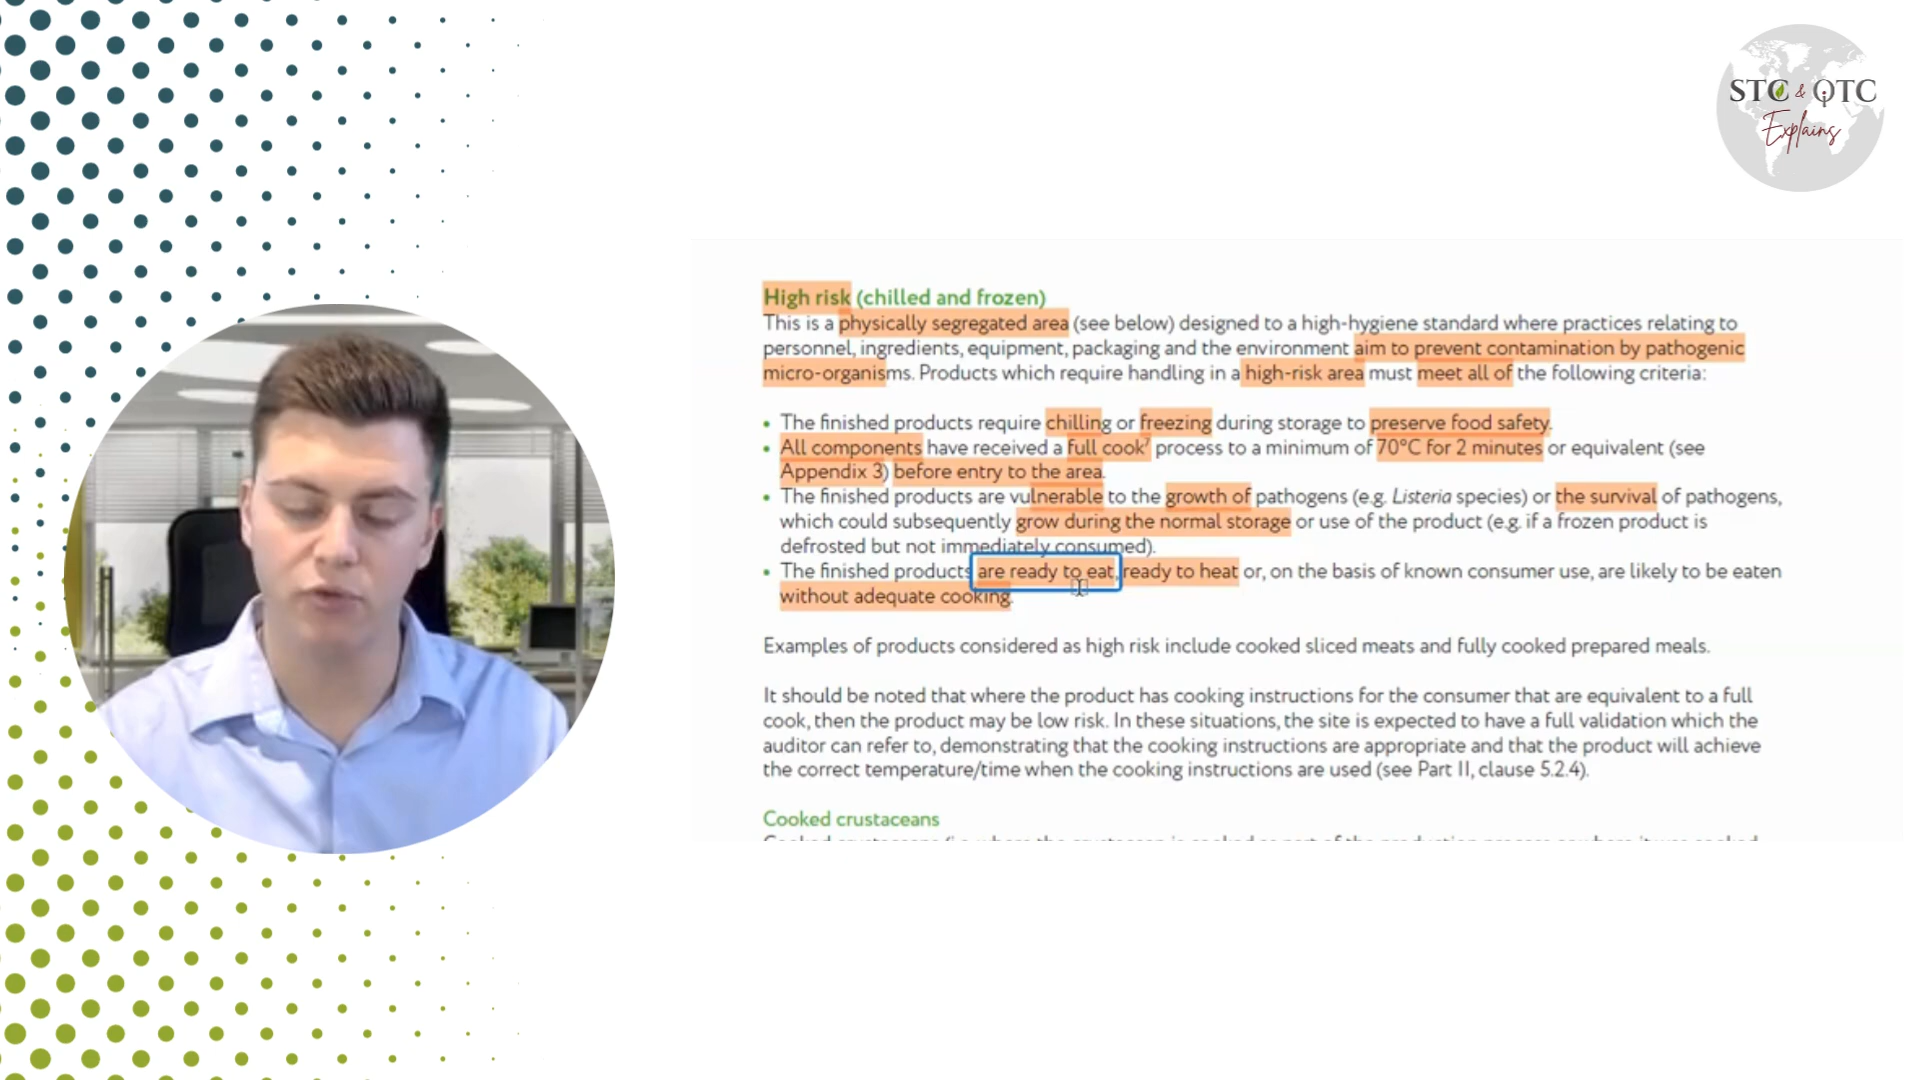 STC & QTC
Explains
High risk (chilled and frozen)
This is a physically segregated area (see below) designed to a high-hygiene standard where practices relating to
personnel, ingredients, equipment, packaging and the environment aim to prevent contamination by pathogenic
micro-organisms. Products which require handling in a high-risk area must meet all of the following criteria:
• The finished products require chilling or freezing during storage to preserve food safety.
• All components have received a full cook⁷ process to a minimum of 70°C for 2 minutes or equivalent (see
Appendix 3) before entry to the area.
• The finished products are vulnerable to the growth of pathogens (e.g. Listeria species) or the survival of pathogens,
which could subsequently grow during the normal storage or use of the product (e.g. if a frozen product is
defrosted but not immediately consumed).
• The finished products are ready to eat, ready to heat or, on the basis of known consumer use, are likely to be eaten
without adequate cooking.
Examples of products considered as high risk include cooked sliced meats and fully cooked prepared meals.
It should be noted that where the product has cooking instructions for the consumer that are equivalent to a full
cook, then the product may be low risk. In these situations, the site is expected to have a full validation which the
auditor can refer to, demonstrating that the cooking instructions are appropriate and that the product will achieve
the correct temperature/time when the cooking instructions are used (see Part II, clause 5.2.4).
Cooked crustaceans